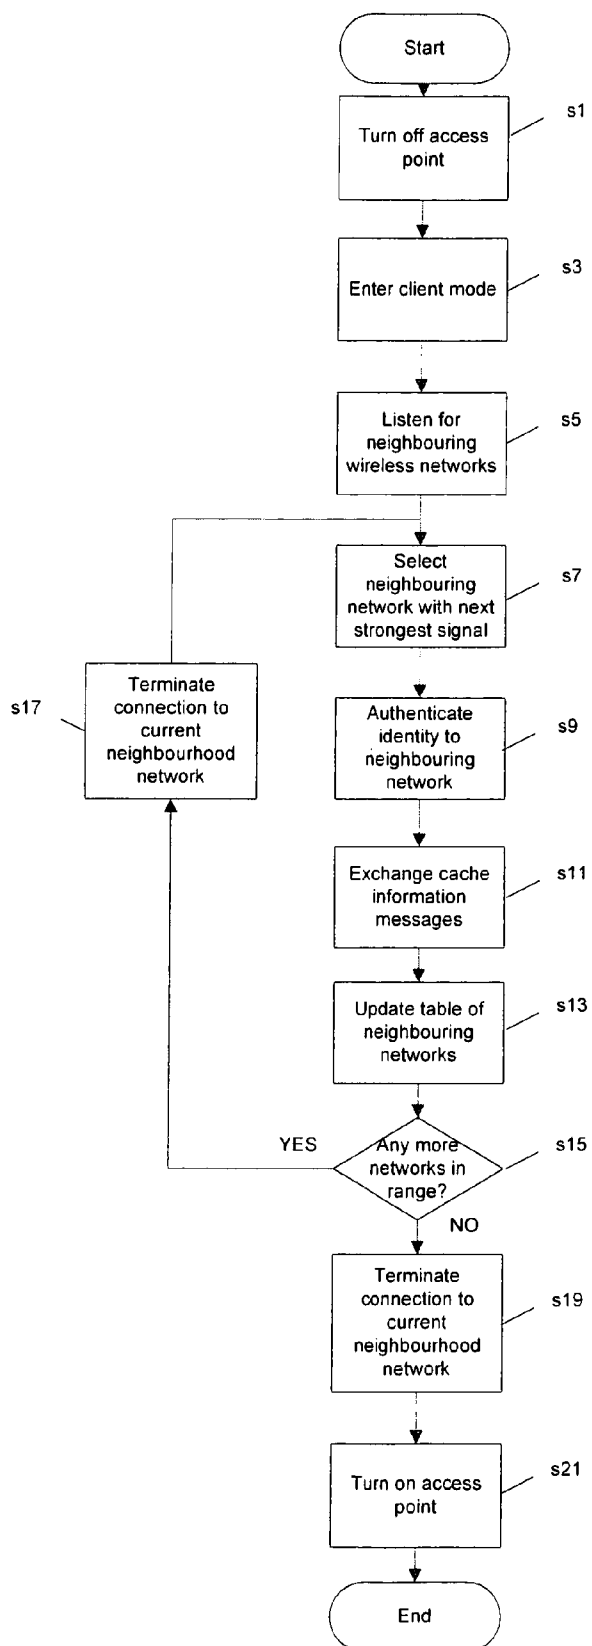 Start
s1
Turn off access
point
s3
Enter client mode
s5
Listen for
neighbouring
wireless networks
s7
Select
neighbouring
network with next
strongest signal
s17
Terminate
connection to
current
neighbourhood
network
s9
Authenticate
identity to
neighbouring
network
s11
Exchange cache
information
messages
s13
Update table of
neighbouring
networks
YES
s15
Any more
networks in
range?
NO
s19
Terminate
connection to
current
neighbourhood
network
s21
Turn on access
point
End